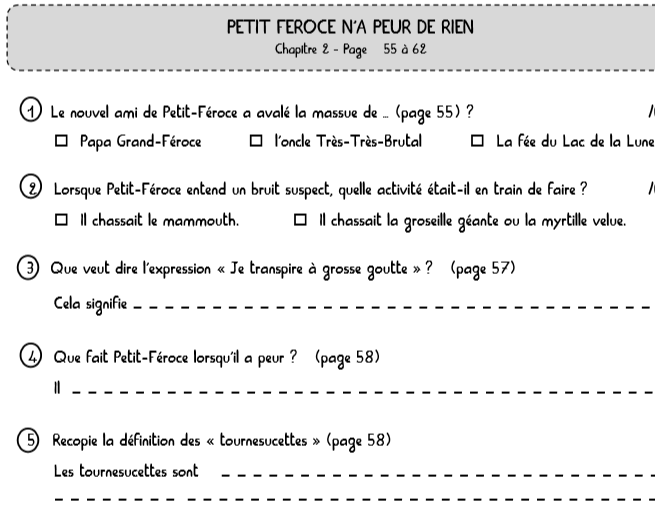 PETIT FEROCE N'A PEUR DE RIEN
Chapitre 2 - Page 55 à 62
1 Le nouvel ami de Petit-Féroce a avalé la massue de ... (page 55) ?
Papa Grand-Féroce l'oncle Très-Très-Brutal La fée du Lac de la Lune
2 Lorsque Petit-Féroce entend un bruit suspect, quelle activité était-il en train de faire ?
Il chassait le mammouth. Il chassait la groseille géante ou la myrtille velue.
3 Que veut dire l'expression « Je transpire à grosse goutte » ? (page 57)
Cela signifie
4 Que fait Petit-Féroce lorsqu'il a peur ? (page 58)
Il
5 Recopie la définition des « tournesucettes » (page 58)
Les tournesucettes sont